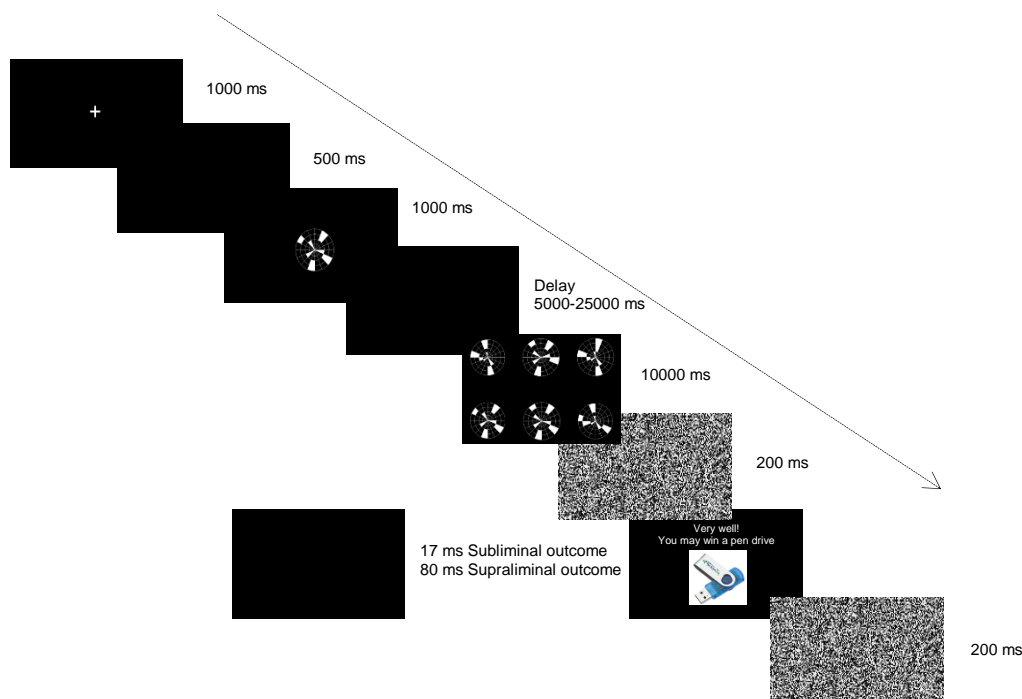 1000 ms
500 ms
1000 ms
Delay
5000-25000 ms
10000 ms
200 ms
Very well!
You may win a pen drive
17 ms Subliminal outcome
80 ms Supraliminal outcome
200 ms